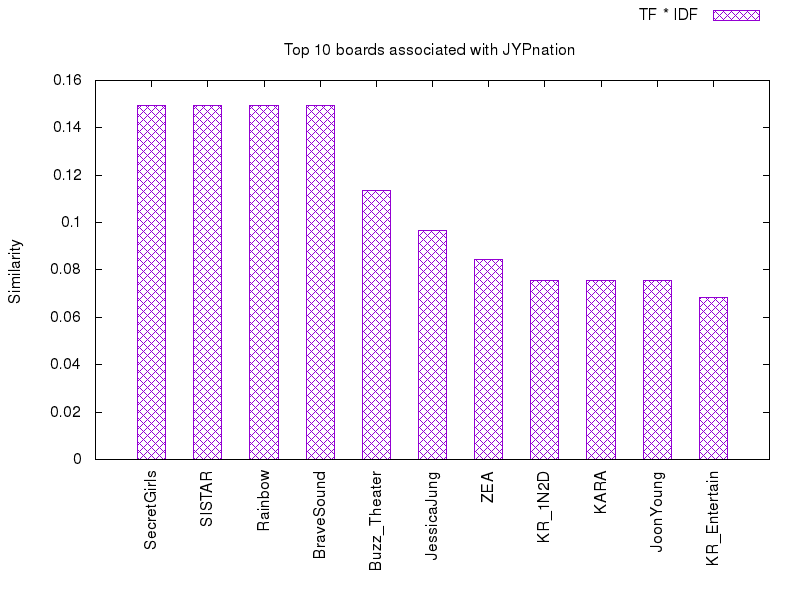 TF * IDF
Top 10 boards associated with JYPnation
0.16
0.14
0.12
0.1
0.08
0.06
0.04
0.02
0
Similarity
SecretGirls
SISTAR
Rainbow
BraveSound
Buzz_Theater
JessicaJung
ZEA
KR_1N2D
KARA
JoonYoung
KR_Entertain